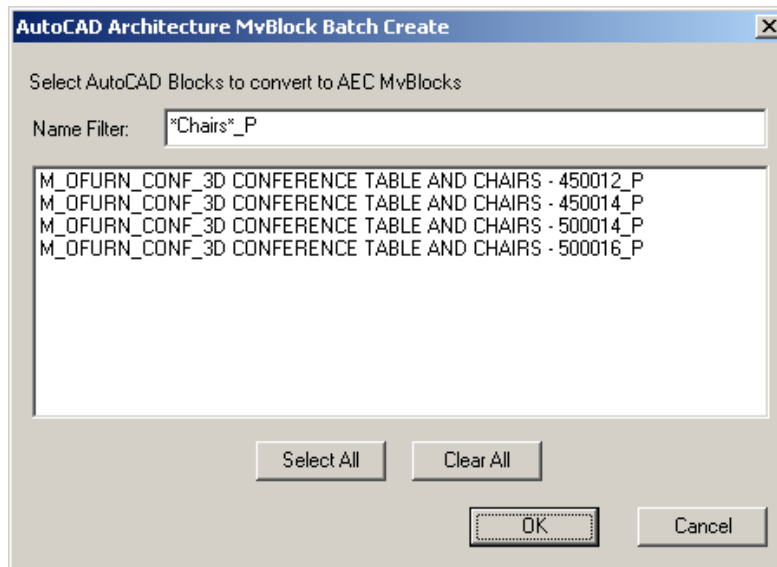 AutoCAD Architecture MvBlock Batch Create
Select AutoCAD Blocks to convert to AEC MvBlocks
Name Filter: *Chairs*_P
M_OFURN_CONF_3D CONFERENCE TABLE AND CHAIRS - 450012_P
M_OFURN_CONF_3D CONFERENCE TABLE AND CHAIRS - 450014_P
M_OFURN_CONF_3D CONFERENCE TABLE AND CHAIRS - 500014_P
M_OFURN_CONF_3D CONFERENCE TABLE AND CHAIRS - 500016_P
Select All Clear All
OK Cancel